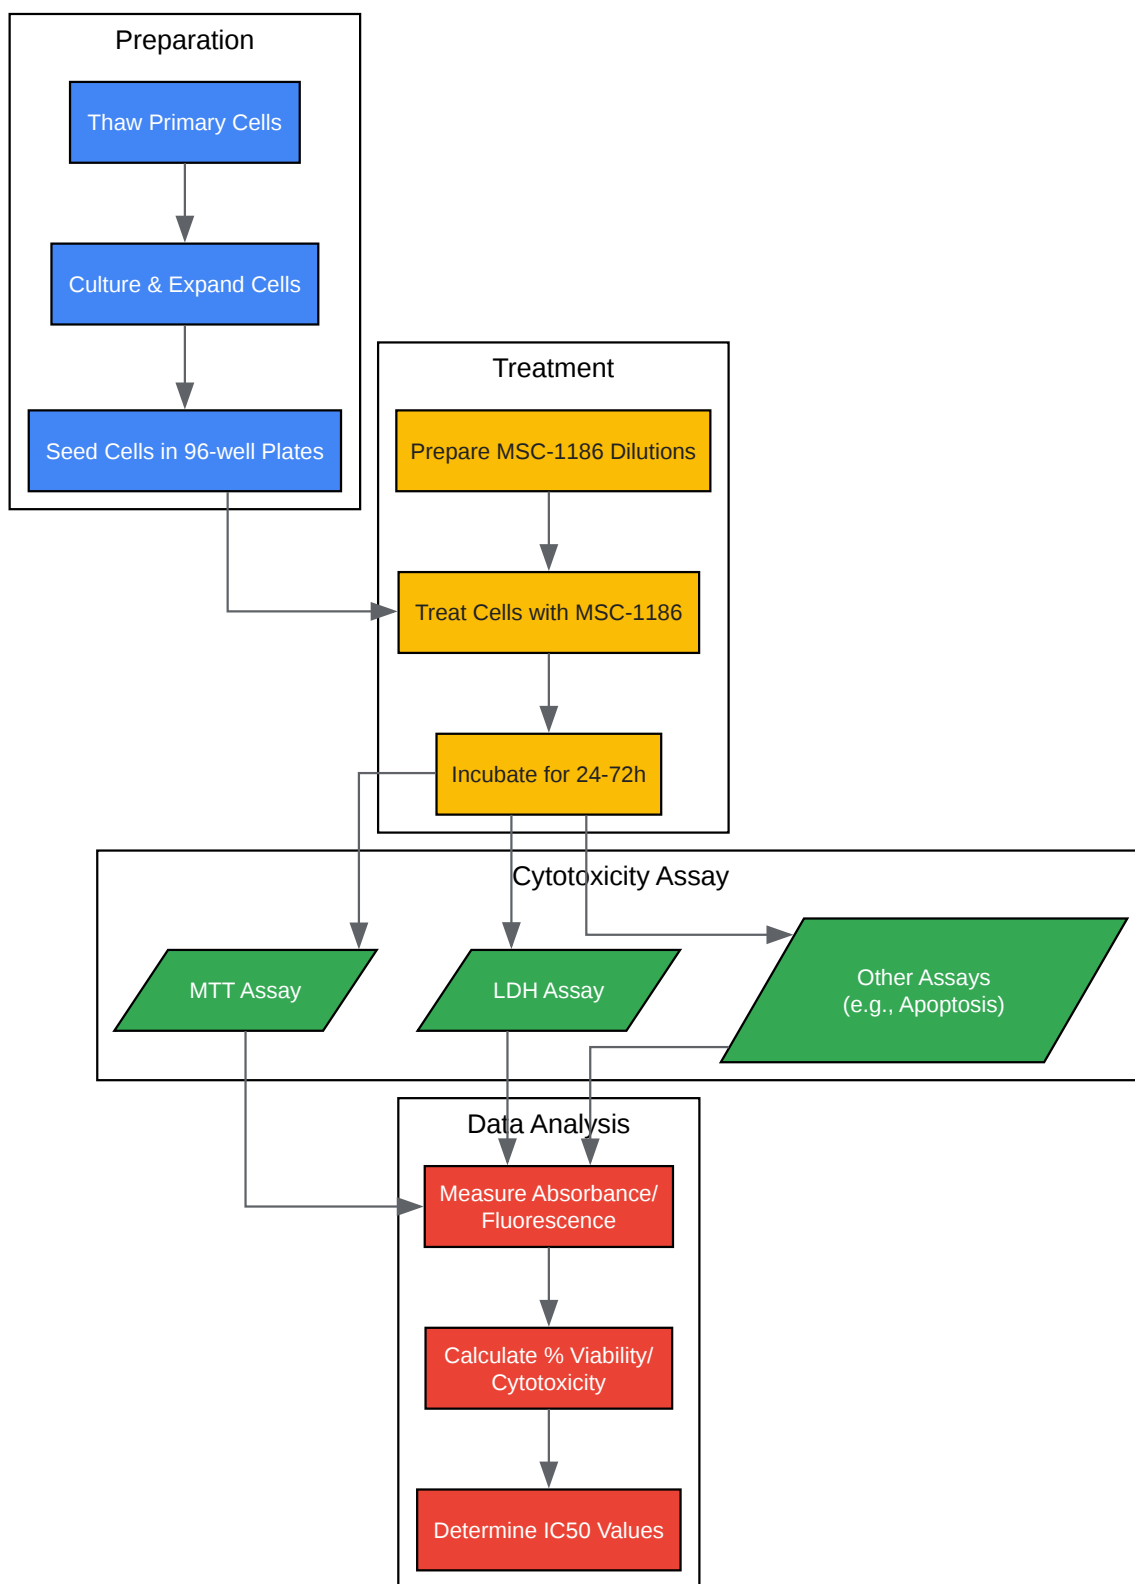 Preparation
Thaw Primary Cells
Culture & Expand Cells
Seed Cells in 96-well Plates
Treatment
Prepare MSC-1186 Dilutions
Treat Cells with MSC-1186
Incubate for 24-72h
Cytotoxicity Assay
MTT Assay
LDH Assay
Other Assays
(e.g., Apoptosis)
Data Analysis
Measure Absorbance/
Fluorescence
Calculate % Viability/
Cytotoxicity
Determine IC50 Values